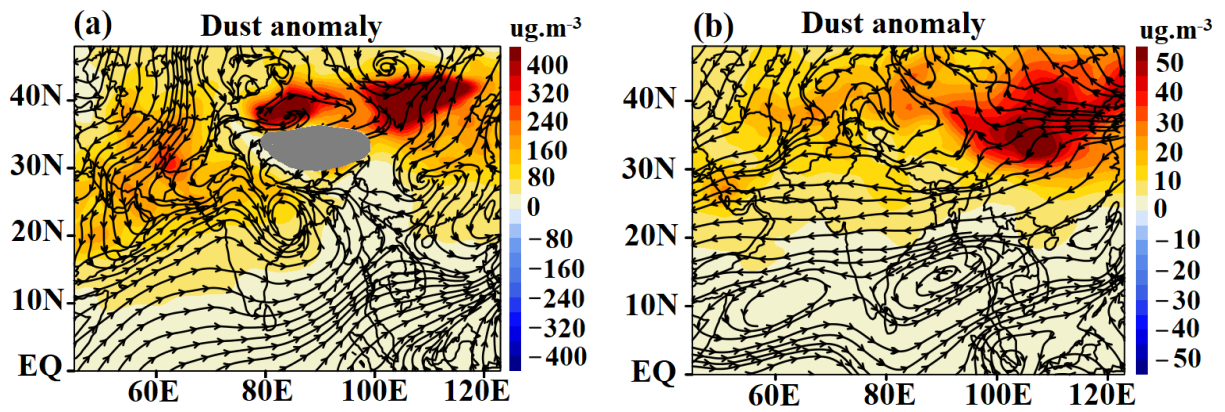 (a) Dust anomaly ug.m⁻³
40N
30N
20N
10N
EQ
60E 80E 100E 120E
400
320
240
160
80
0
−80
−160
−240
−320
−400
(b) Dust anomaly ug.m⁻³
40N
30N
20N
10N
EQ
60E 80E 100E 120E
50
40
30
20
10
0
−10
−20
−30
−40
−50